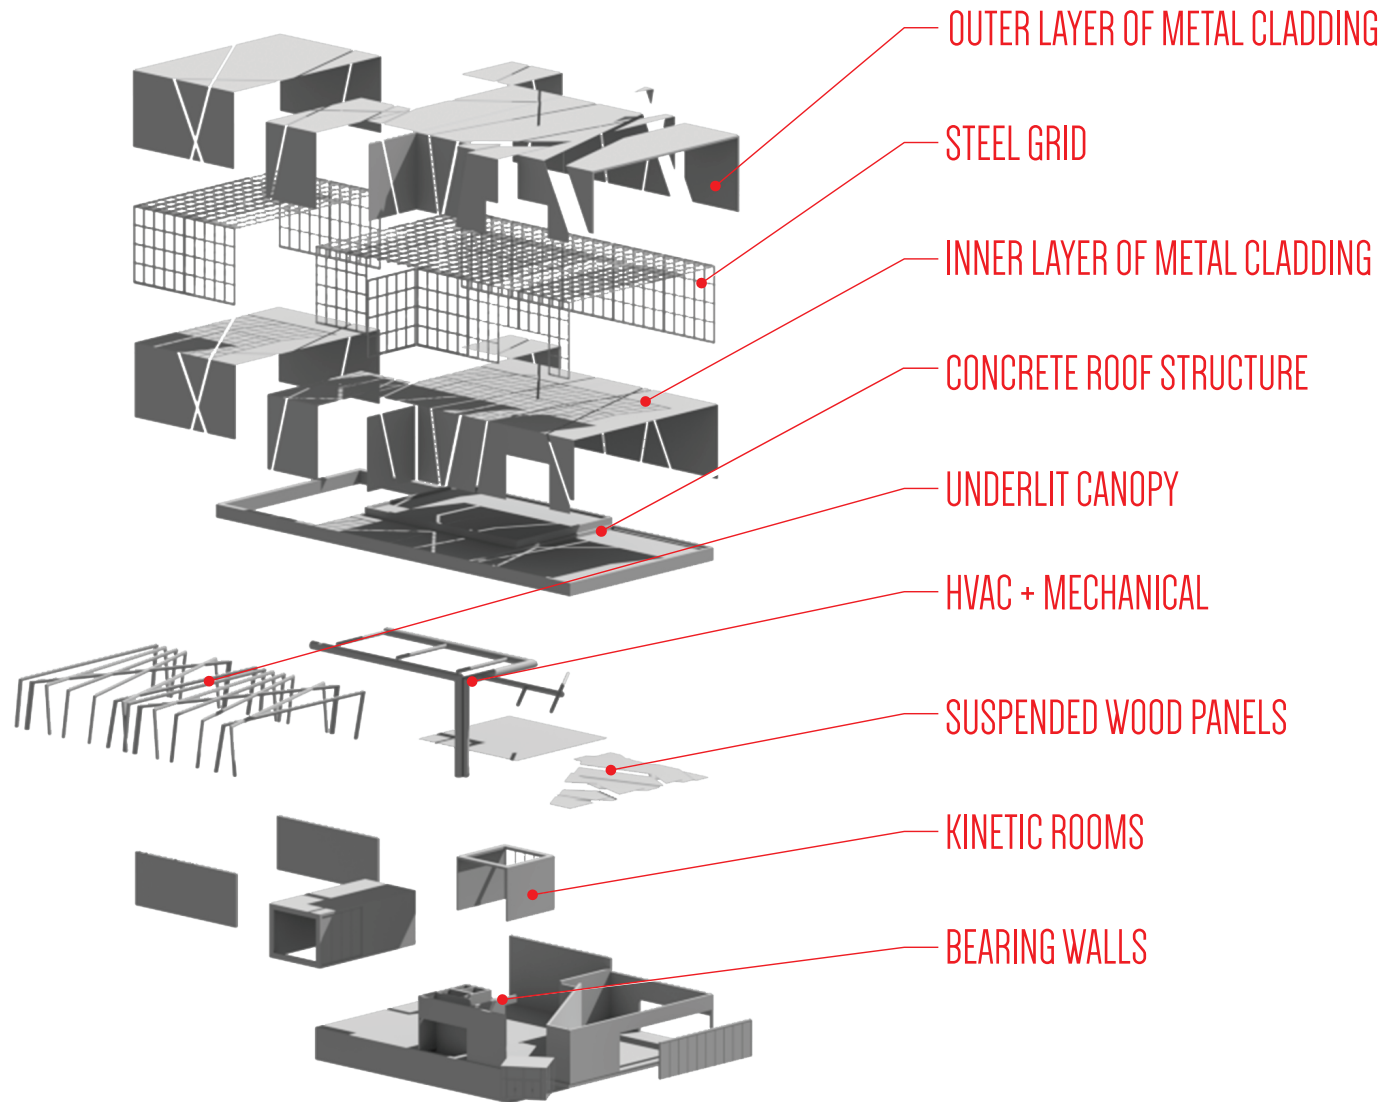 OUTER LAYER OF METAL CLADDING
STEEL GRID
INNER LAYER OF METAL CLADDING
CONCRETE ROOF STRUCTURE
UNDERLIT CANOPY
HVAC + MECHANICAL
SUSPENDED WOOD PANELS
KINETIC ROOMS
BEARING WALLS